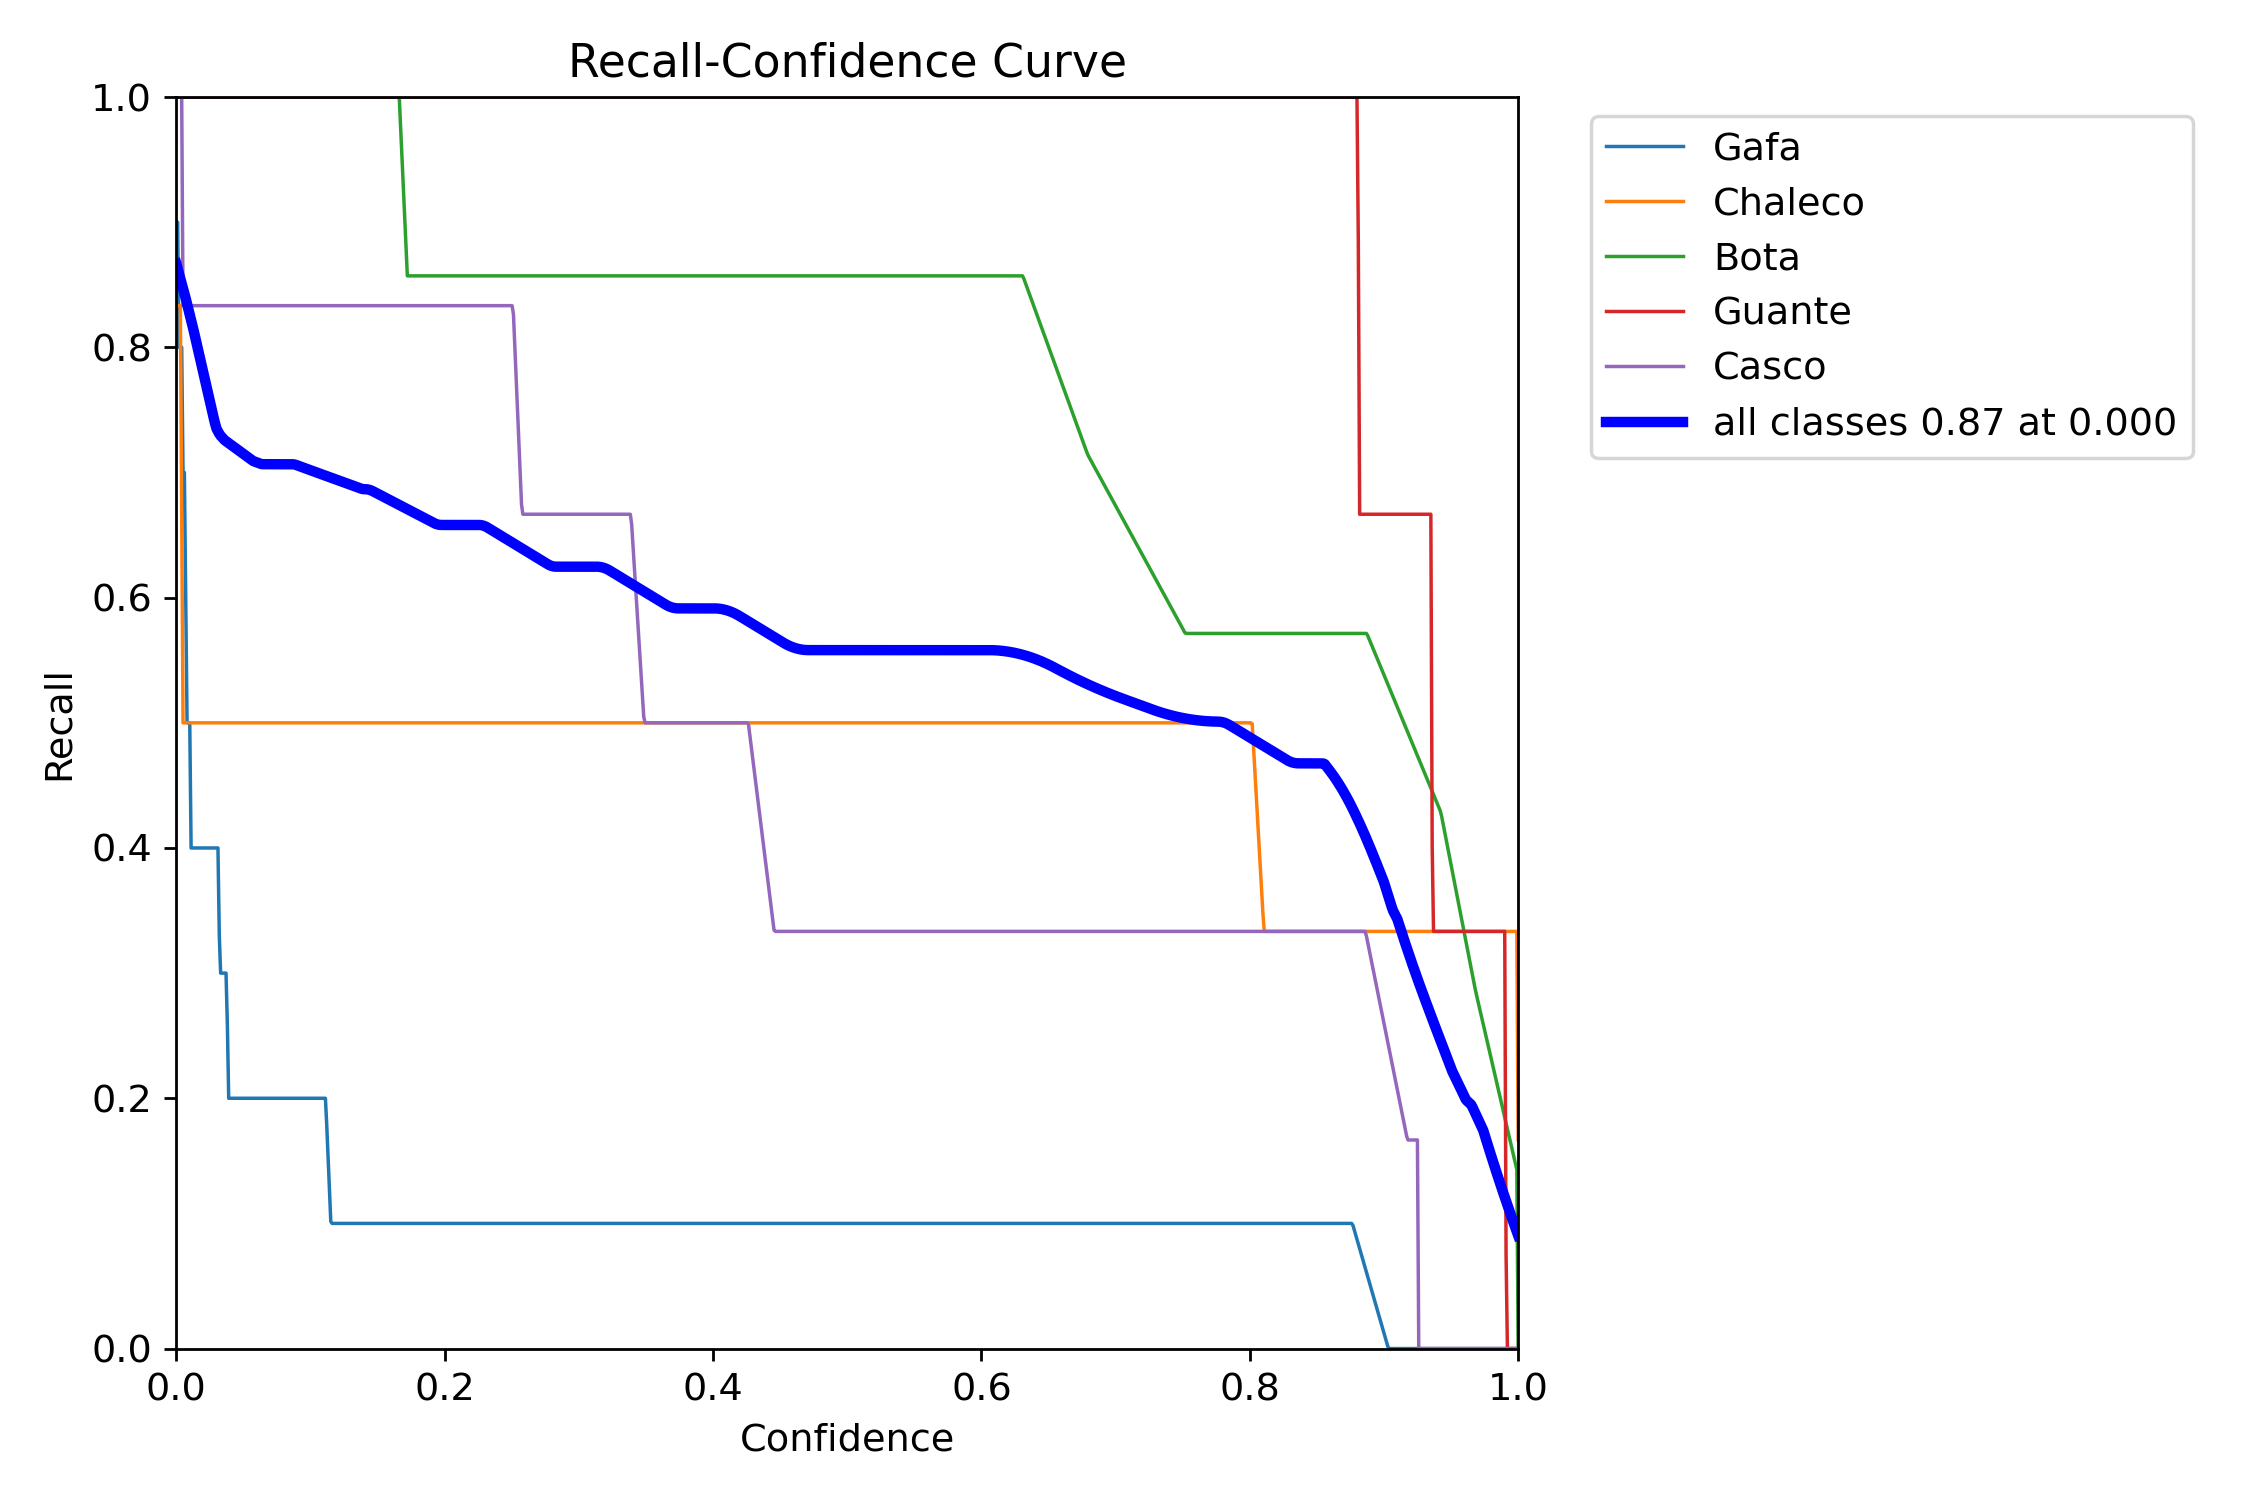 Recall-Confidence Curve
1.0
0.8
0.6
0.4
0.2
0.0
Recall
0.0 0.2 0.4 0.6 0.8 1.0
Confidence
Gafa
Chaleco
Bota
Guante
Casco
all classes 0.87 at 0.000